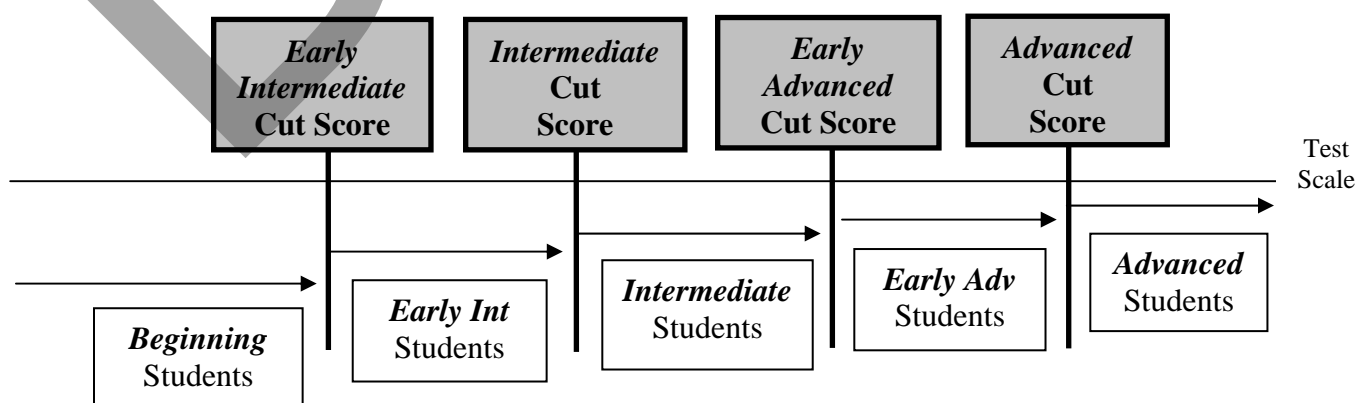 Early
Intermediate
Cut Score
Intermediate
Cut
Score
Early
Advanced
Cut Score
Advanced
Cut
Score
Test
Scale
Beginning
Students
Early Int
Students
Intermediate
Students
Early Adv
Students
Advanced
Students